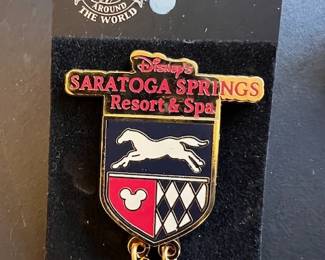 AROUND
THE WORLD
Disney's
SARATOGA SPRINGS
Resort & Spa